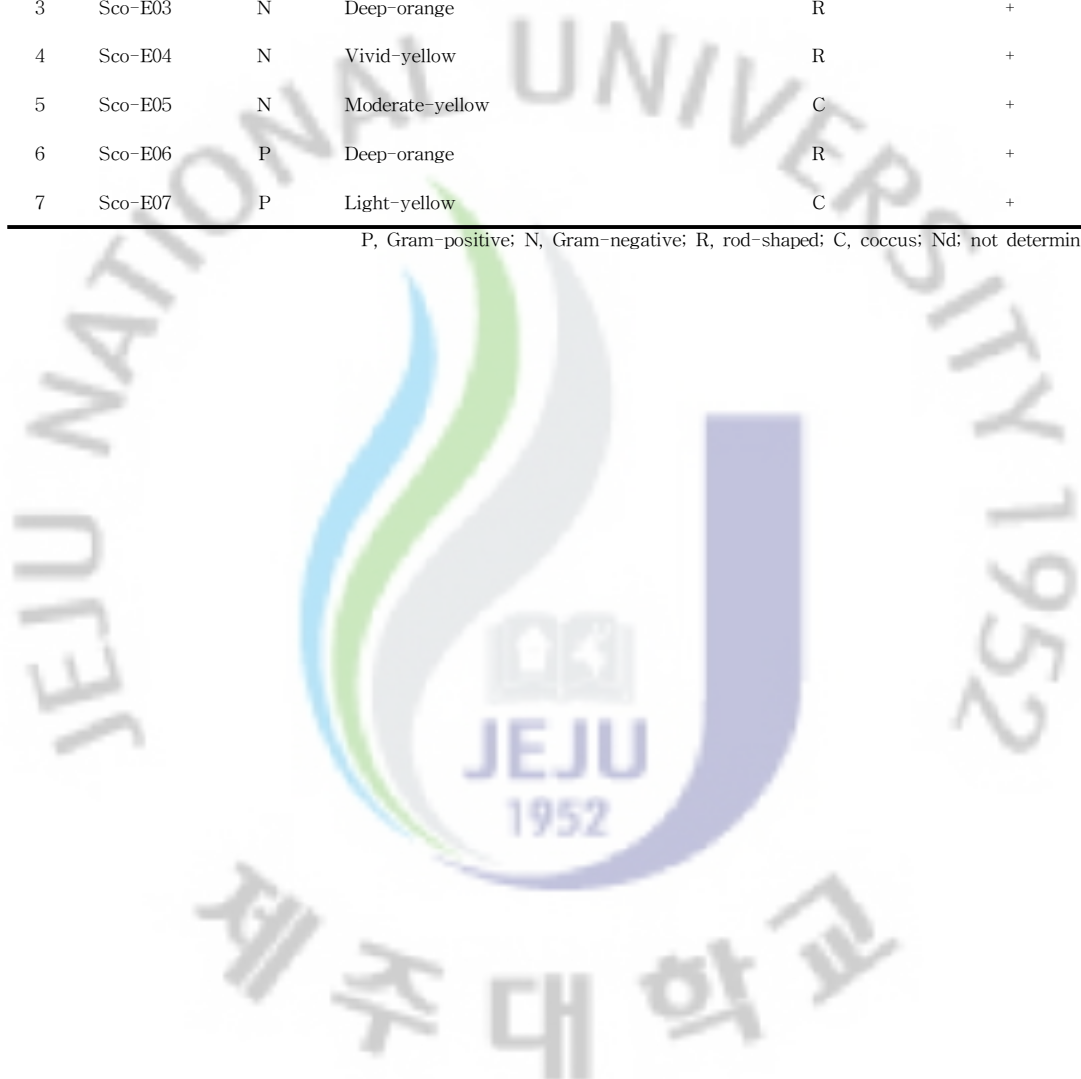 3 Sco-E03 N Deep-orange R +
4 Sco-E04 N Vivid-yellow R +
5 Sco-E05 N Moderate-yellow C +
6 Sco-E06 P Deep-orange R +
7 Sco-E07 P Light-yellow C +
P, Gram-positive; N, Gram-negative; R, rod-shaped; C, coccus; Nd; not determin
JEJU NATIONAL UNIVERSITY 1952
JEJU
1952
제주대학교